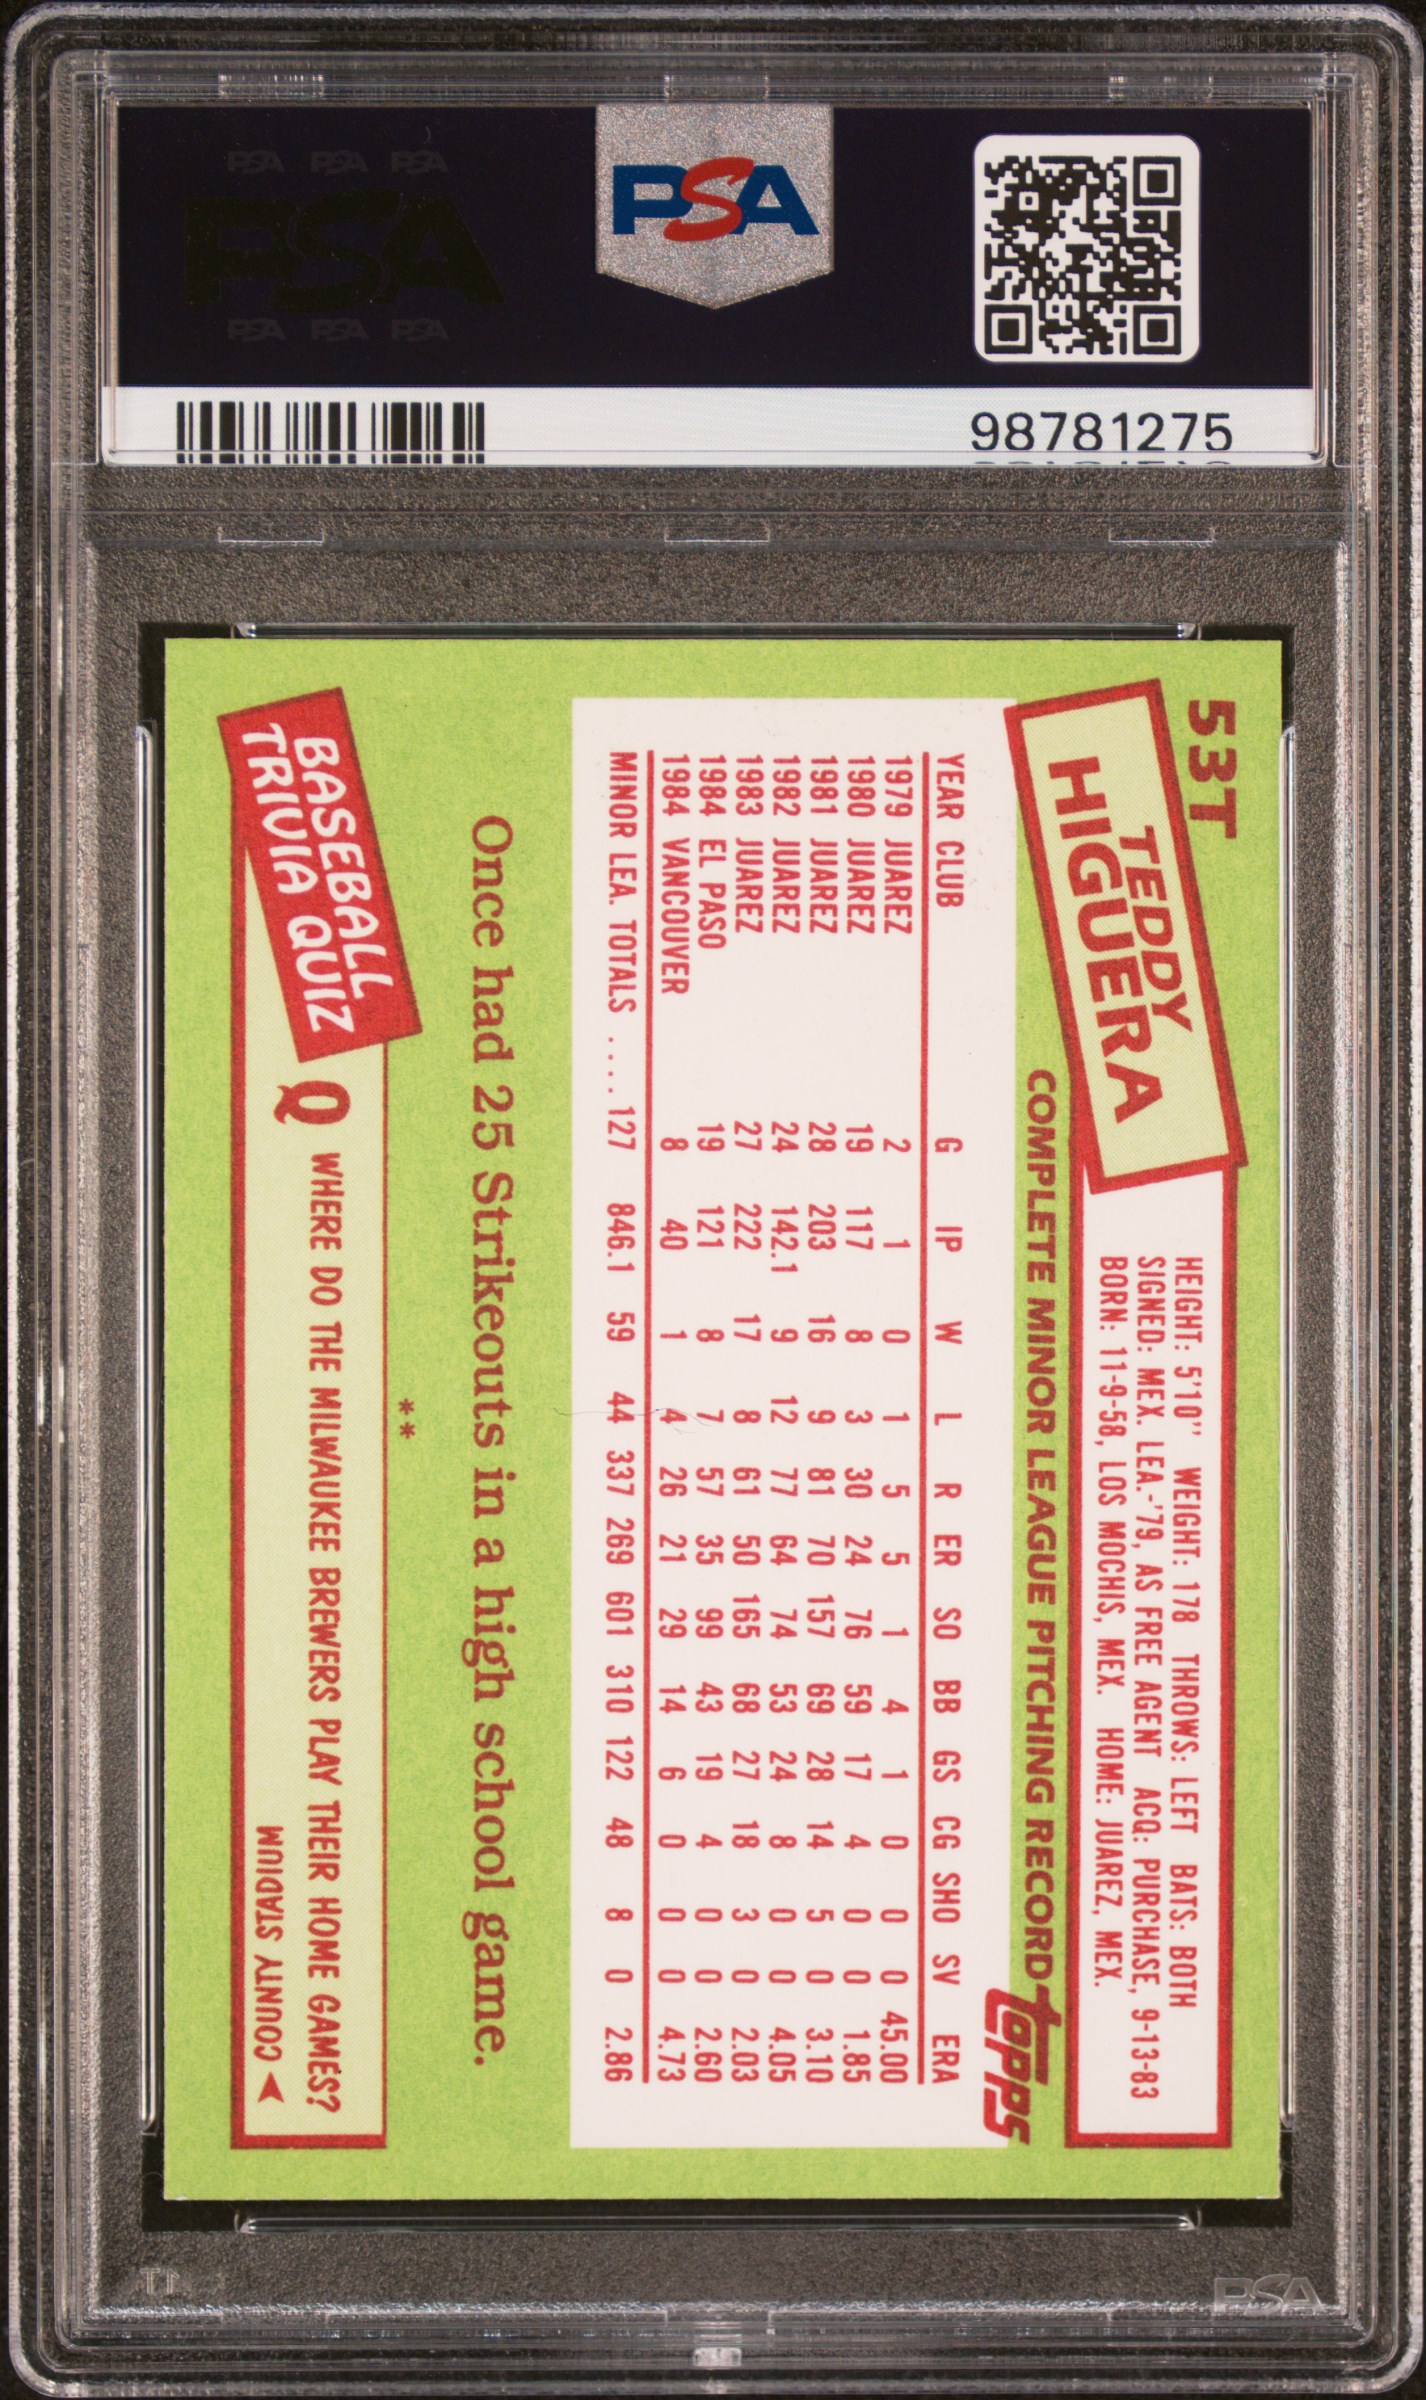 PSA PSA PSA
PSA
PSA PSA PSA
PSA
98781275
53T
TEDDY
HIGUERA
HEIGHT: 5'10" WEIGHT: 178 THROWS: LEFT BATS: BOTH
SIGNED: MEX. LEA.-'79, AS FREE AGENT ACQ: PURCHASE, 9-13-83
BORN: 11-9-58, LOS MOCHIS, MEX. HOME: JUAREZ, MEX.
COMPLETE MINOR LEAGUE PITCHING RECORD
Topps
YEAR CLUB G IP W L R ER SO BB GS CG SHO SV ERA
1979 JUAREZ 2 1 0 1 5 5 1 4 1 0 0 0 45.00
1980 JUAREZ 19 117 8 3 30 24 76 59 17 4 0 0 1.85
1981 JUAREZ 28 203 16 9 81 70 157 69 28 14 5 0 3.10
1982 JUAREZ 24 142.1 9 12 77 64 74 53 24 8 0 0 4.05
1983 JUAREZ 27 222 17 8 61 50 165 68 27 18 3 0 2.03
1984 EL PASO 19 121 8 7 57 35 99 43 19 4 0 0 2.60
1984 VANCOUVER 8 40 1 4 26 21 29 14 6 0 0 0 4.73
MINOR LEA. TOTALS .... 127 846.1 59 44 337 269 601 310 122 48 8 0 2.86
Once had 25 Strikeouts in a high school game.
**
BASEBALL
TRIVIA QUIZ
Q WHERE DO THE MILWAUKEE BREWERS PLAY THEIR HOME GAMES?
COUNTY STADIUM
PSA